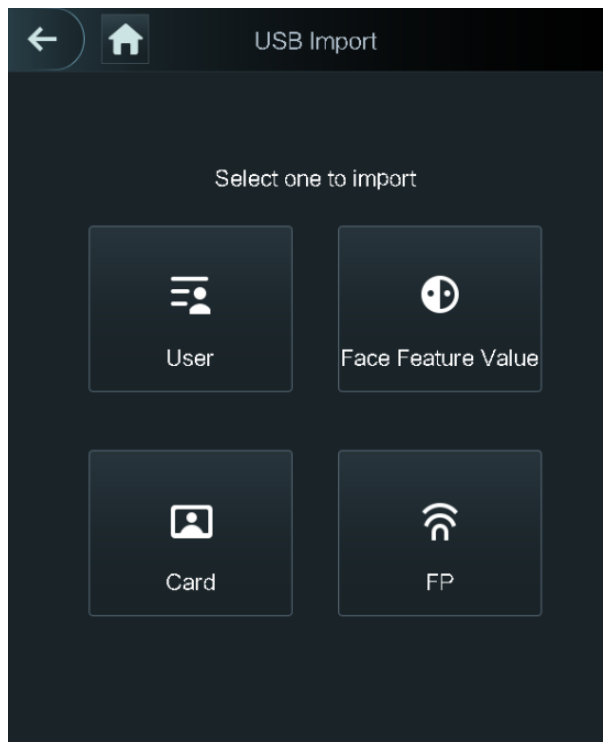 USB Import
Select one to import
User
Face Feature Value
Card
FP